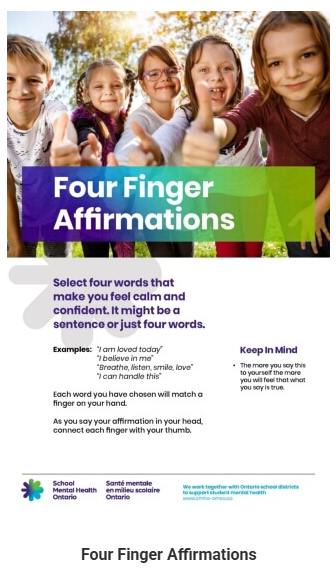 Four Finger
Affirmations
Select four words that
make you feel calm and
confident. It might be a
sentence or just four words.
Examples: "I am loved today"
"I believe in me"
"Breathe, listen, smile, love"
"I can handle this"
Each word you have chosen will match a
finger on your hand.
As you say your affirmation in your head,
connect each finger with your thumb.
Keep In Mind
• The more you say this
to yourself the more
you will feel that what
you say is true.
School
Mental Health
Ontario
Santé mentale
en milieu scolaire
Ontario
We work together with Ontario school districts
to support student mental health
www.smho-smso.ca
Four Finger Affirmations